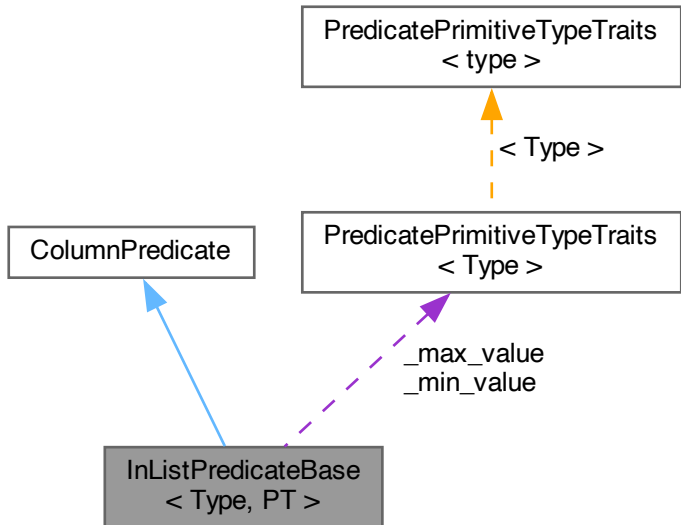 PredicatePrimitiveTypeTraits
< type >
< Type >
ColumnPredicate
PredicatePrimitiveTypeTraits
< Type >
_max_value
_min_value
InListPredicateBase
< Type, PT >